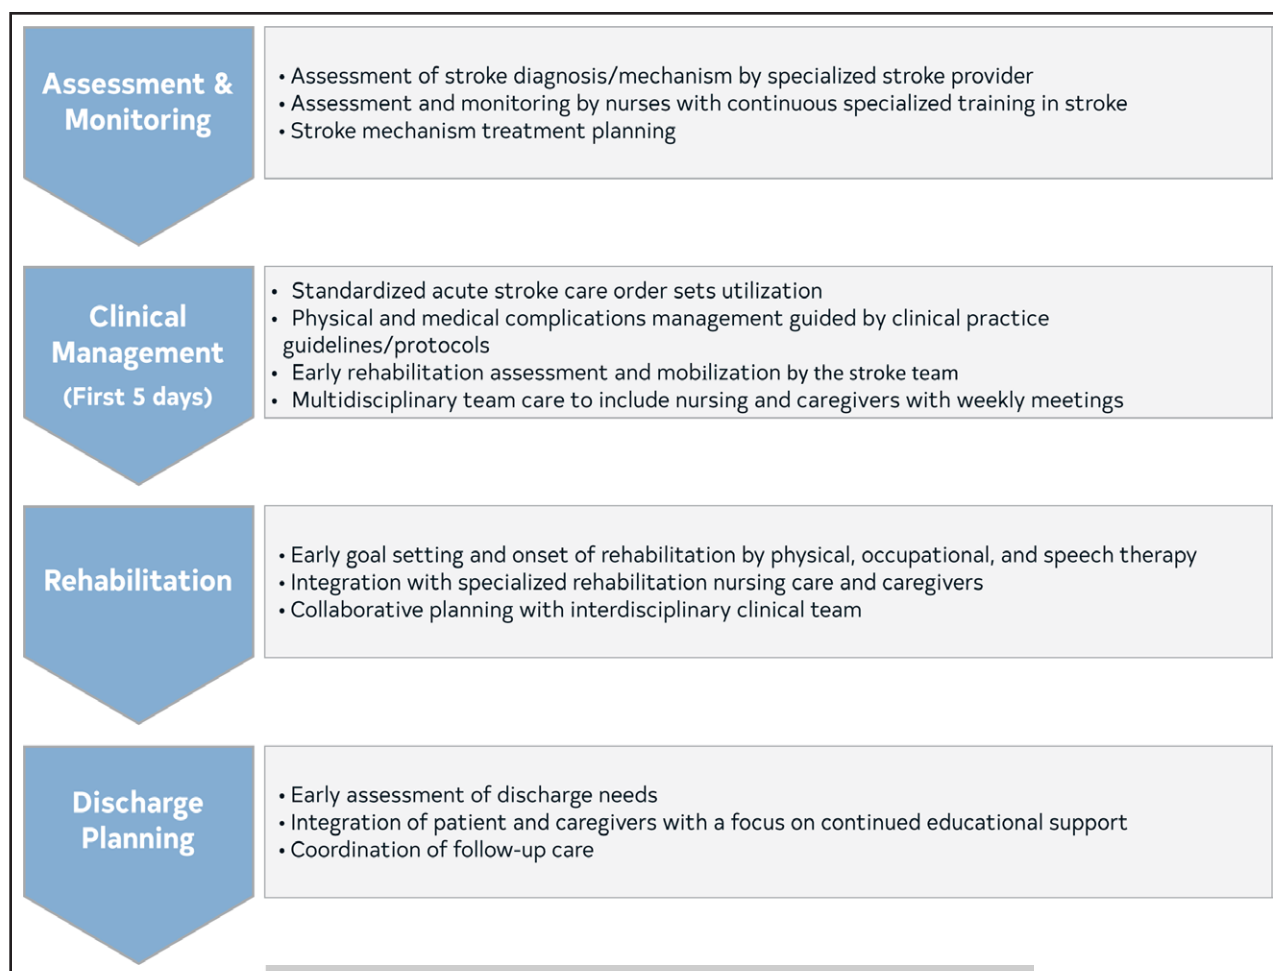 Assessment &
Monitoring
• Assessment of stroke diagnosis/mechanism by specialized stroke provider
• Assessment and monitoring by nurses with continuous specialized training in stroke
• Stroke mechanism treatment planning
Clinical
Management
(First 5 days)
• Standardized acute stroke care order sets utilization
• Physical and medical complications management guided by clinical practice
guidelines/protocols
• Early rehabilitation assessment and mobilization by the stroke team
• Multidisciplinary team care to include nursing and caregivers with weekly meetings
Rehabilitation
• Early goal setting and onset of rehabilitation by physical, occupational, and speech therapy
• Integration with specialized rehabilitation nursing care and caregivers
• Collaborative planning with interdisciplinary clinical team
Discharge
Planning
• Early assessment of discharge needs
• Integration of patient and caregivers with a focus on continued educational support
• Coordination of follow-up care